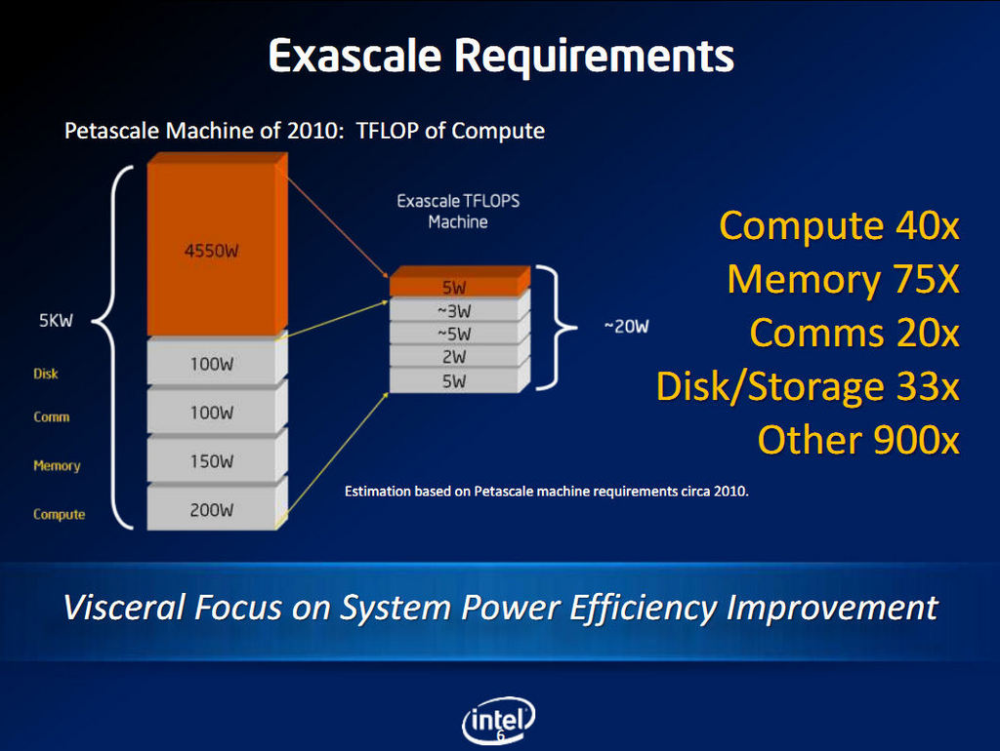 Exascale Requirements
Petascale Machine of 2010: TFLOP of Compute
5KW
Disk
Comm
Memory
Compute
4550W
100W
100W
150W
200W
Exascale TFLOPS
Machine
5W
~3W
~5W
2W
5W
~20W
Compute 40x
Memory 75X
Comms 20x
Disk/Storage 33x
Other 900x
Estimation based on Petascale machine requirements circa 2010.
Visceral Focus on System Power Efficiency Improvement
intel
6